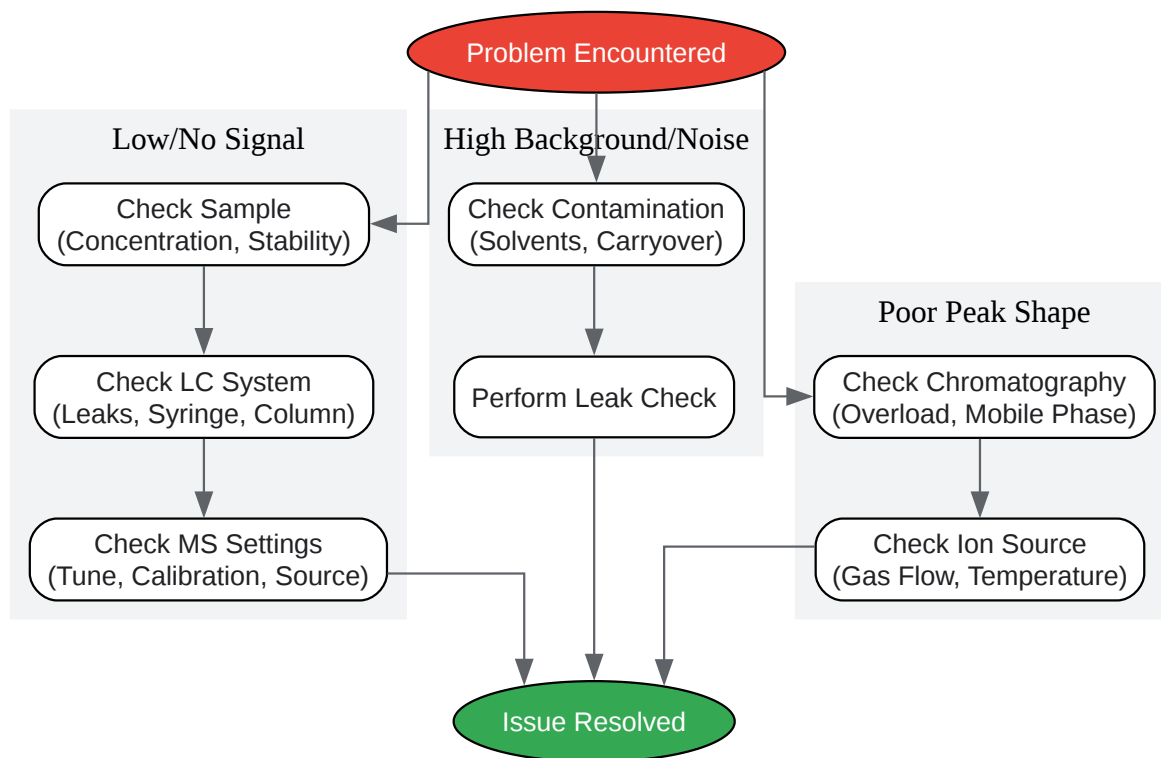 Problem Encountered
Low/No Signal
Check Sample
(Concentration, Stability)
Check LC System
(Leaks, Syringe, Column)
Check MS Settings
(Tune, Calibration, Source)
High Background/Noise
Check Contamination
(Solvents, Carryover)
Perform Leak Check
Poor Peak Shape
Check Chromatography
(Overload, Mobile Phase)
Check Ion Source
(Gas Flow, Temperature)
Issue Resolved